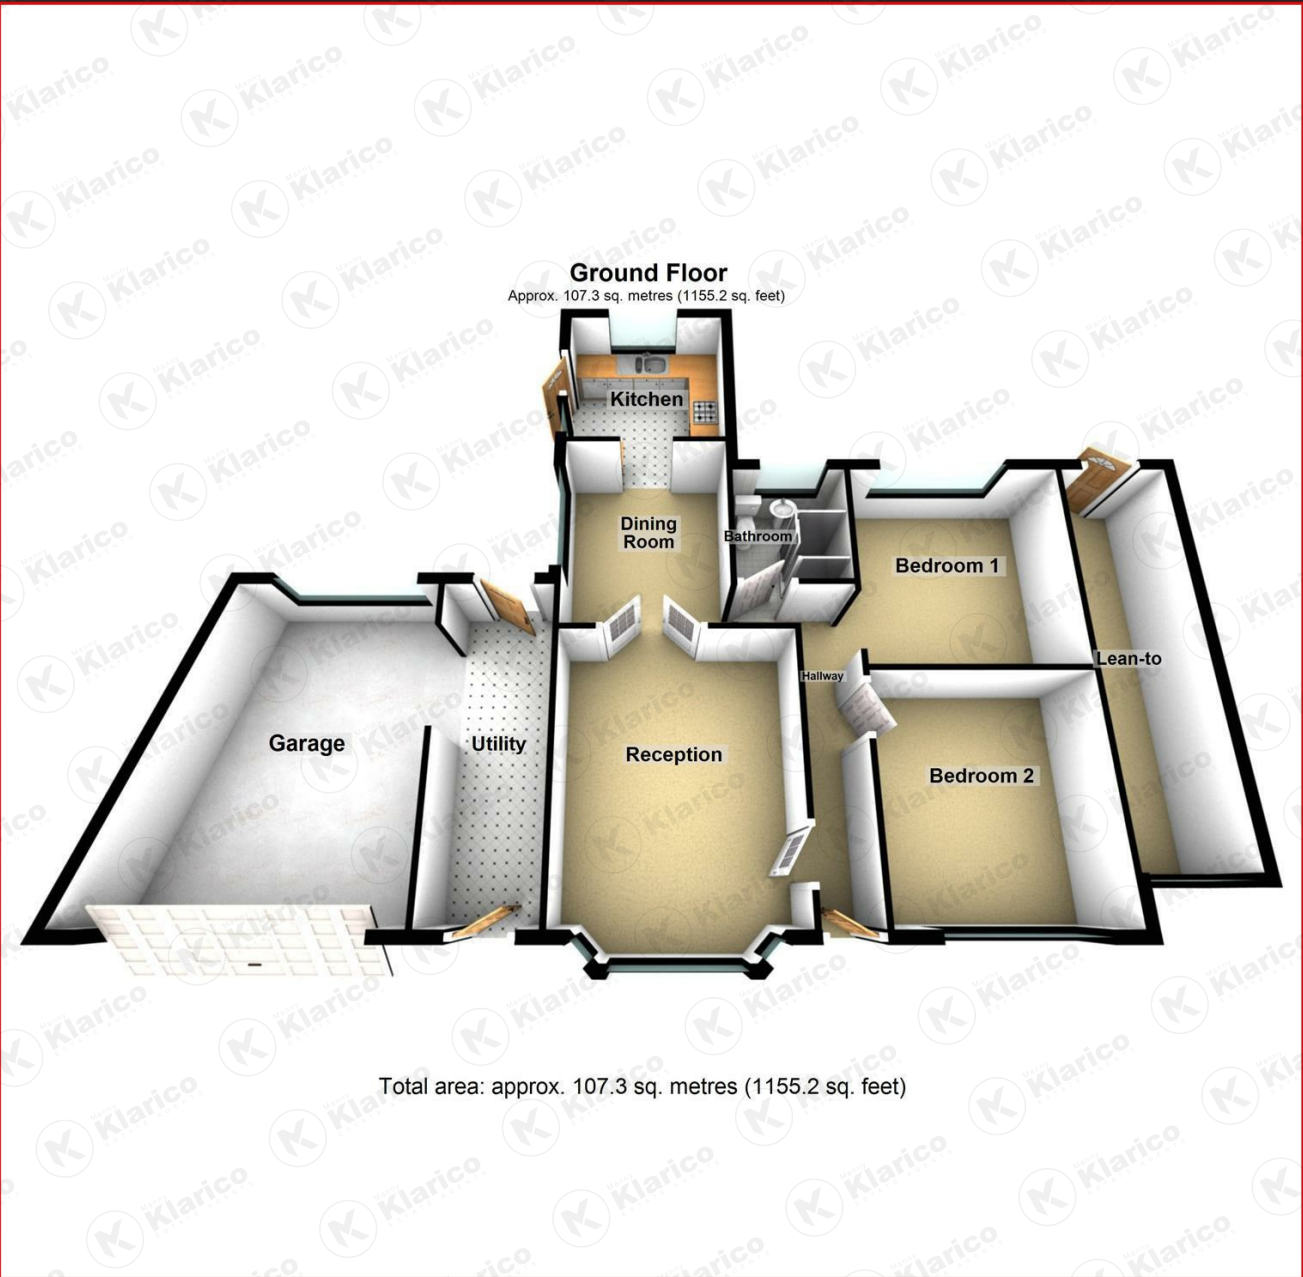 Ground Floor
Approx. 107.3 sq. metres (1155.2 sq. feet)
Kitchen
Dining
Room
Bathroom
Bedroom 1
Lean-to
Hallway
Garage
Utility
Reception
Bedroom 2
Total area: approx. 107.3 sq. metres (1155.2 sq. feet)
Klarico